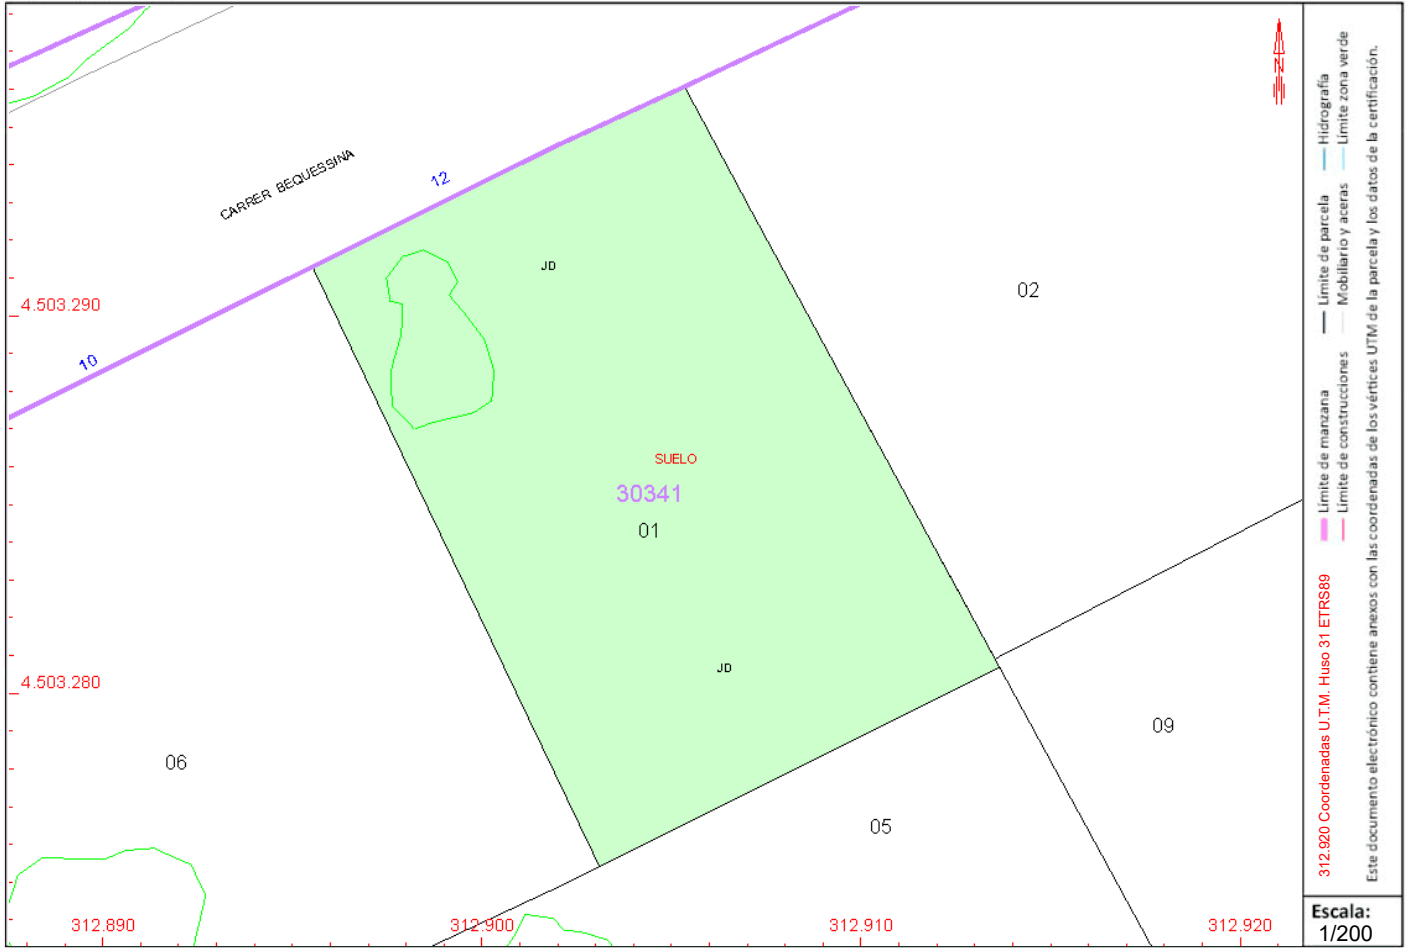 CARRER BEQUESSINA
12
JD
4.503.290
02
10
SUELO
30341
01
4.503.280
JD
09
06
05
312.890
312.900
312.910
312.920
N
312.920 Coordenadas U.T.M. Huso 31 ETRS89
Límite de manzana
Límite de parcela
Hidrografía
Límite de construcciones
Mobiliario y aceras
Límite zona verde
Este documento electrónico contiene anexos con las coordenadas de los vértices UTM de la parcela y los datos de la certificación.
Escala:
1/200